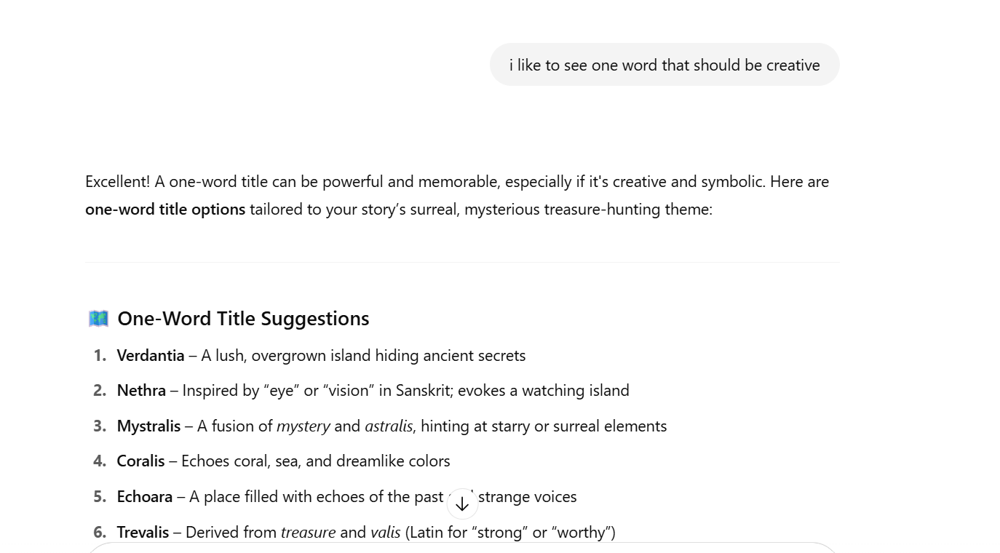 i like to see one word that should be creative
Excellent! A one-word title can be powerful and memorable, especially if it's creative and symbolic. Here are
one-word title options tailored to your story’s surreal, mysterious treasure-hunting theme:
One-Word Title Suggestions
1. Verdantia – A lush, overgrown island hiding ancient secrets
2. Nethra – Inspired by “eye” or “vision” in Sanskrit; evokes a watching island
3. Mystralis – A fusion of mystery and astralis, hinting at starry or surreal elements
4. Coralis – Echoes coral, sea, and dreamlike colors
5. Echoara – A place filled with echoes of the past strange voices
6. Trevalis – Derived from treasure and valis (Latin for “strong” or “worthy”)